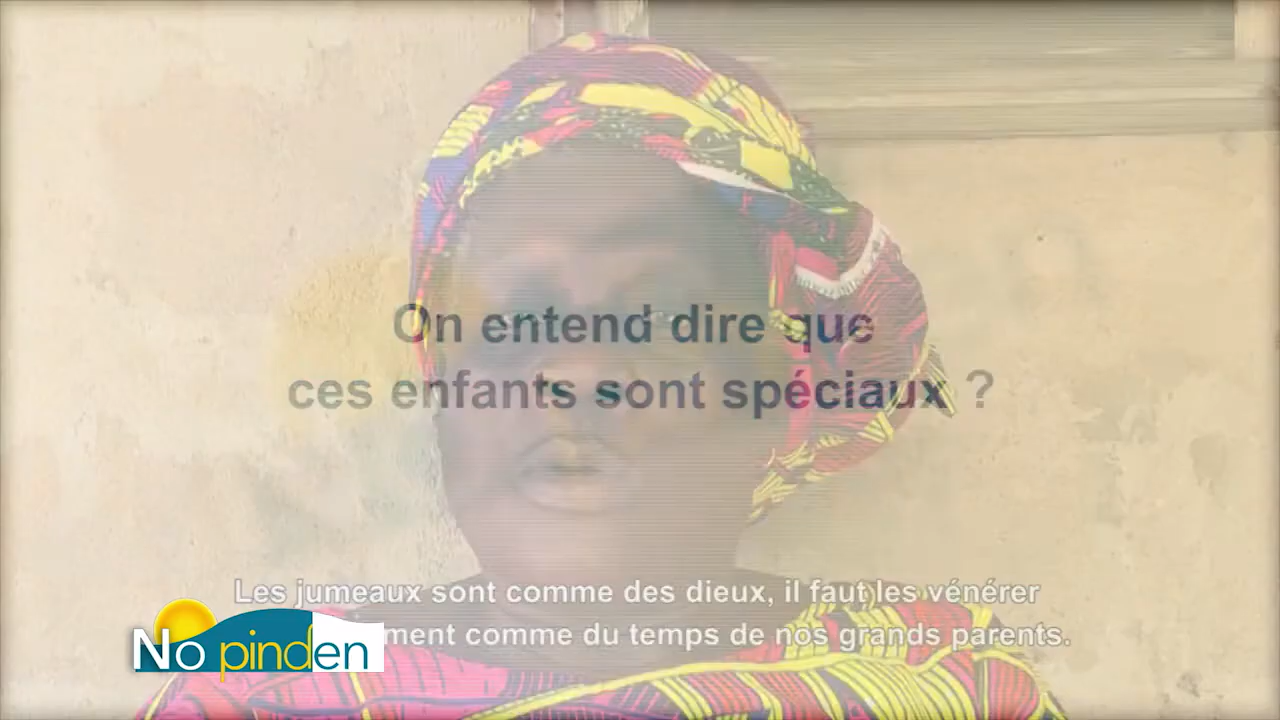 On entend dire que
ces enfants sont spéciaux ?
Les jumeaux sont comme des dieux, il faut les vénérer
ment comme du temps de nos grands parents.
No pinden